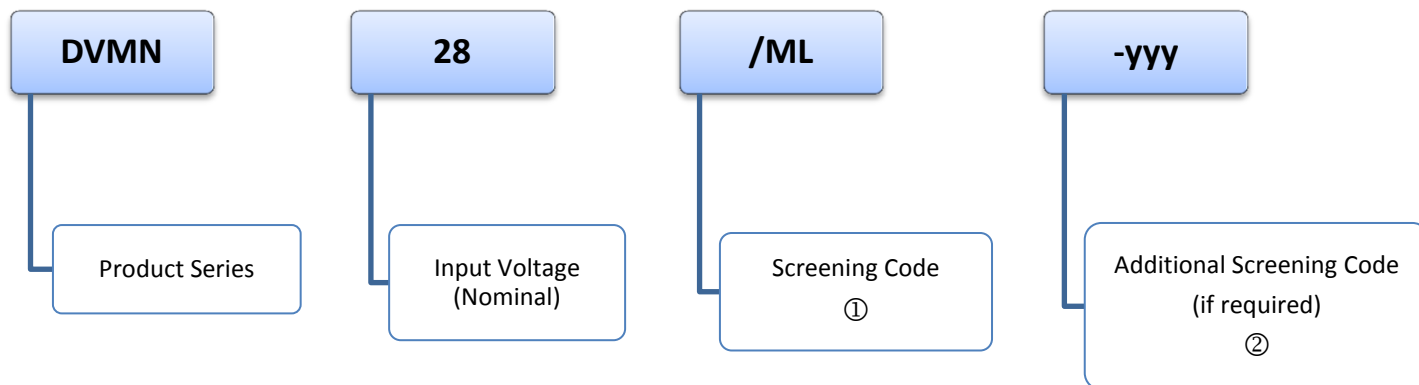 DVMN
28
/ML
-yyy
Product Series
Input Voltage
(Nominal)
Screening Code
①
Additional Screening Code
(if required)
②